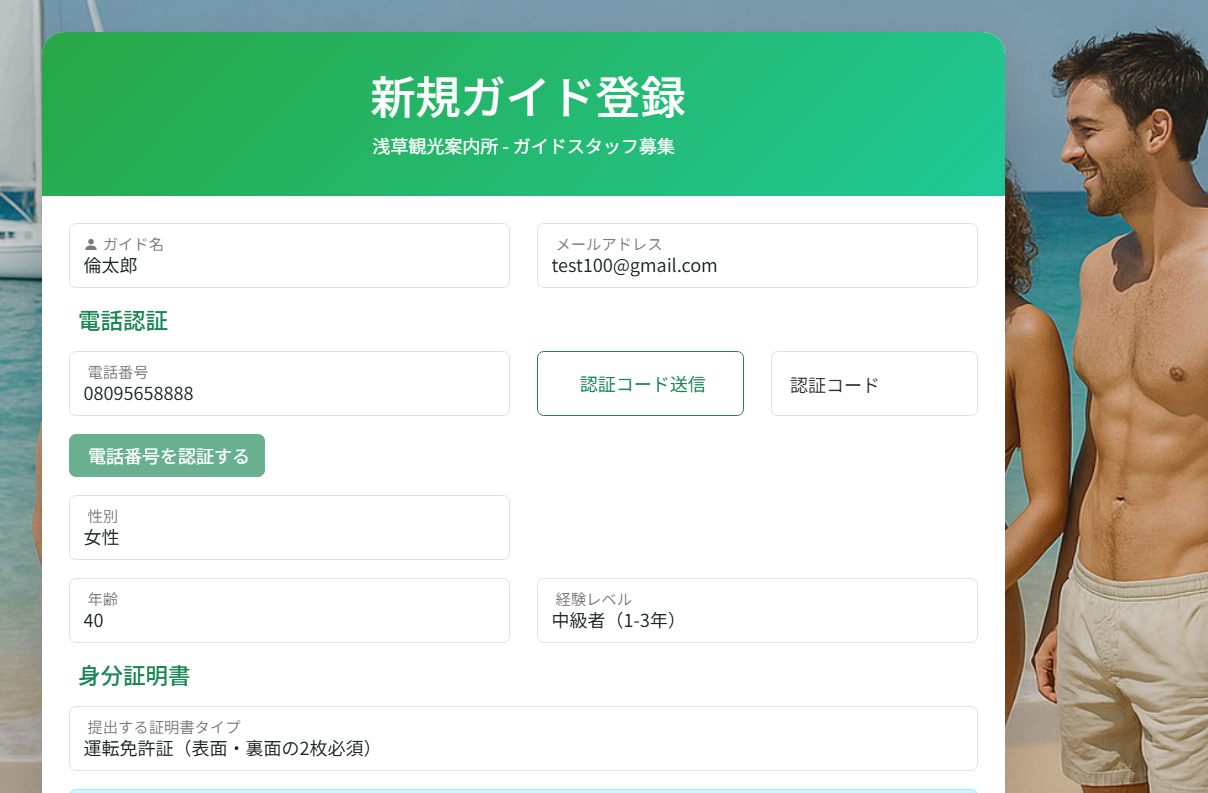 新規ガイド登録
浅草観光案内所 - ガイドスタッフ募集
ガイド名
倫太郎
メールアドレス
test100@gmail.com
電話認証
電話番号
08095658888
認証コード送信
認証コード
電話番号を認証する
性別
女性
年齢
40
経験レベル
中級者（1-3年）
身分証明書
提出する証明書タイプ
運転免許証（表面・裏面の2枚必須）